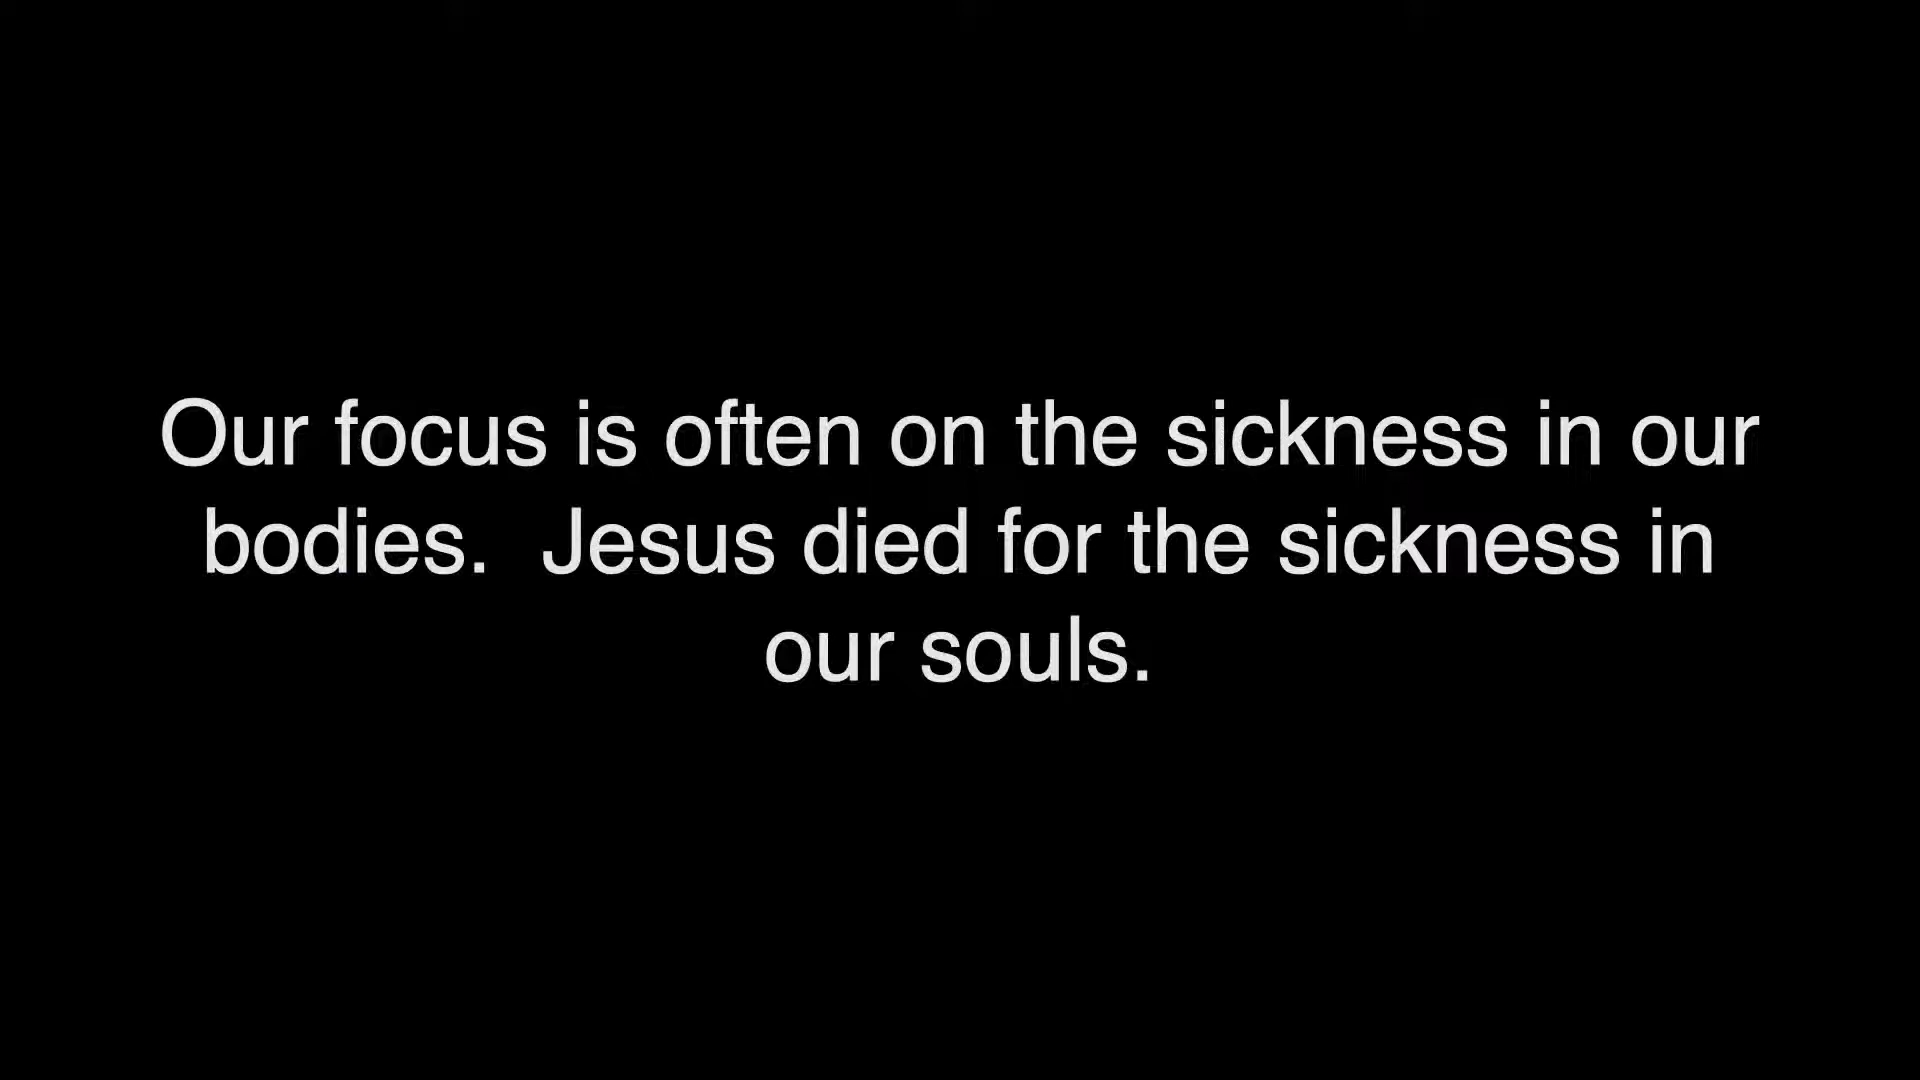 Our focus is often on the sickness in our
bodies.  Jesus died for the sickness in
our souls.